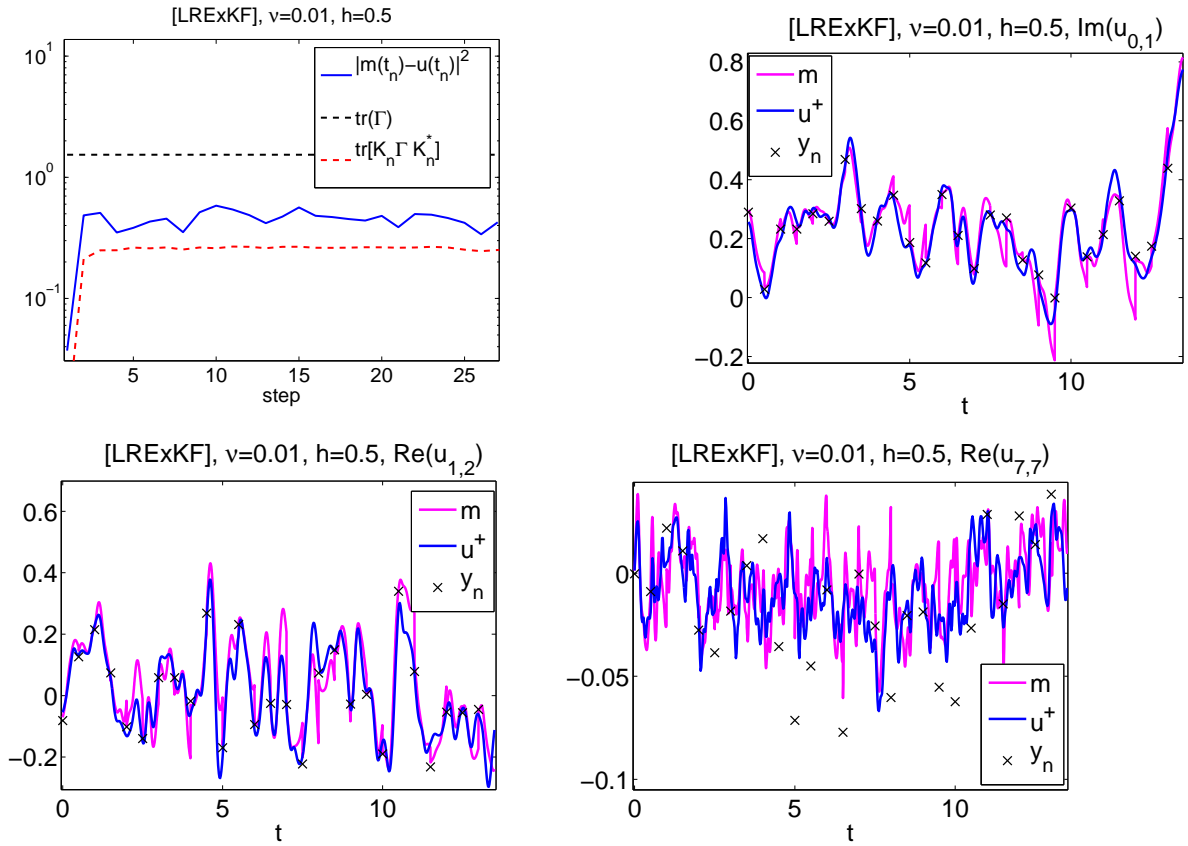 [LRExKF], ν=0.01, h=0.5
10^1
10^0
10^{-1}
|m(t_n)−u(t_n)|^2
tr(Γ)
tr[K_n Γ K_n^*]
5 10 15 20 25
step
[LRExKF], ν=0.01, h=0.5, Im(u_{0,1})
0.8
0.6
0.4
0.2
0
−0.2
m
u^+
y_n
0 5 10
t
[LRExKF], ν=0.01, h=0.5, Re(u_{1,2})
0.6
0.4
0.2
0
−0.2
m
u^+
y_n
0 5 10
t
[LRExKF], ν=0.01, h=0.5, Re(u_{7,7})
0
−0.05
−0.1
m
u^+
y_n
0 5 10
t